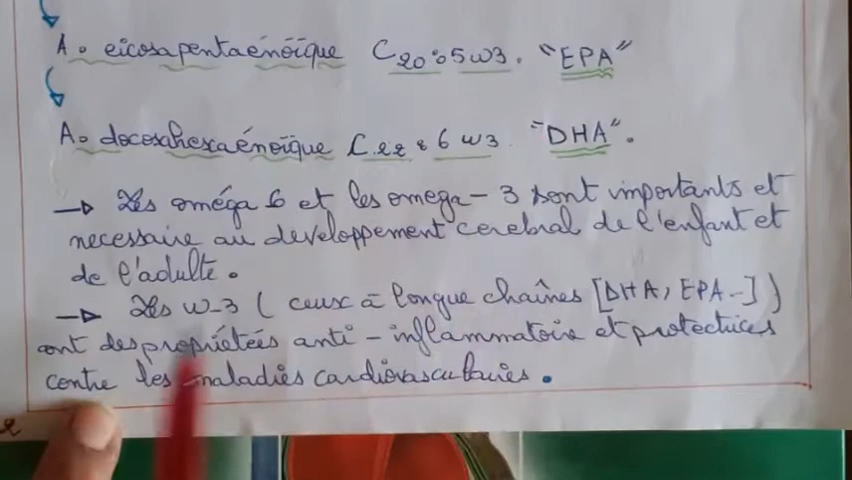 A. eicosapentaénoïque C20:5w3. "EPA"
A. docosahexaénoïque C22:6w3. "DHA".
→ Les oméga 6 et les omega-3 sont importants et
necessaire au developpement cerebral de l'enfant et
de l'adulte.
→ Les w-3 ( ceux à longue chaînes [DHA, EPA..] )
ont des propriétées anti-inflammatoire et protectrices
contre les maladies cardiovasculaires.